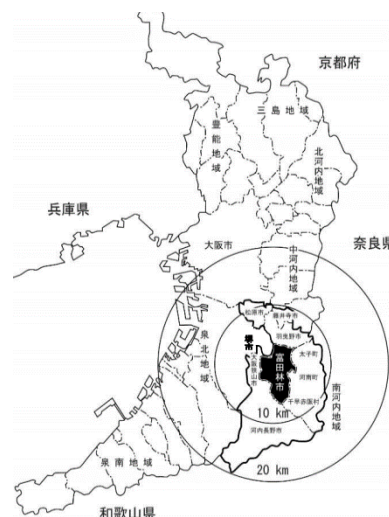 京都府
三島地域
豊能地域
北河内地域
兵庫県
大阪市
奈良県
中河内地域
松原市
藤井寺市
羽曳野市
堺市
太子町
泉北地域
大阪狭山市
富田林市
河南町
南河内地域
千早赤阪村
10 km
河内長野市
20 km
泉南地域
和歌山県